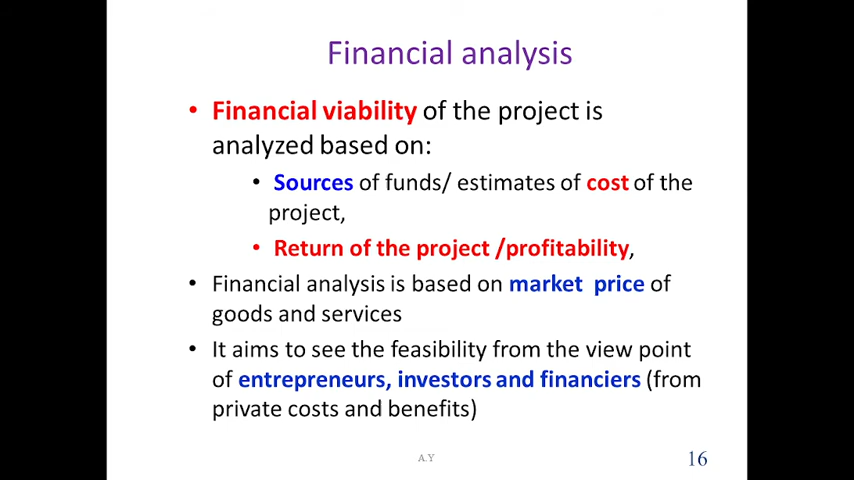 Financial analysis
• Financial viability of the project is
analyzed based on:
• Sources of funds/ estimates of cost of the
project,
• Return of the project /profitability,
• Financial analysis is based on market price of
goods and services
• It aims to see the feasibility from the view point
of entrepreneurs, investors and financiers (from
private costs and benefits)
A.Y
16